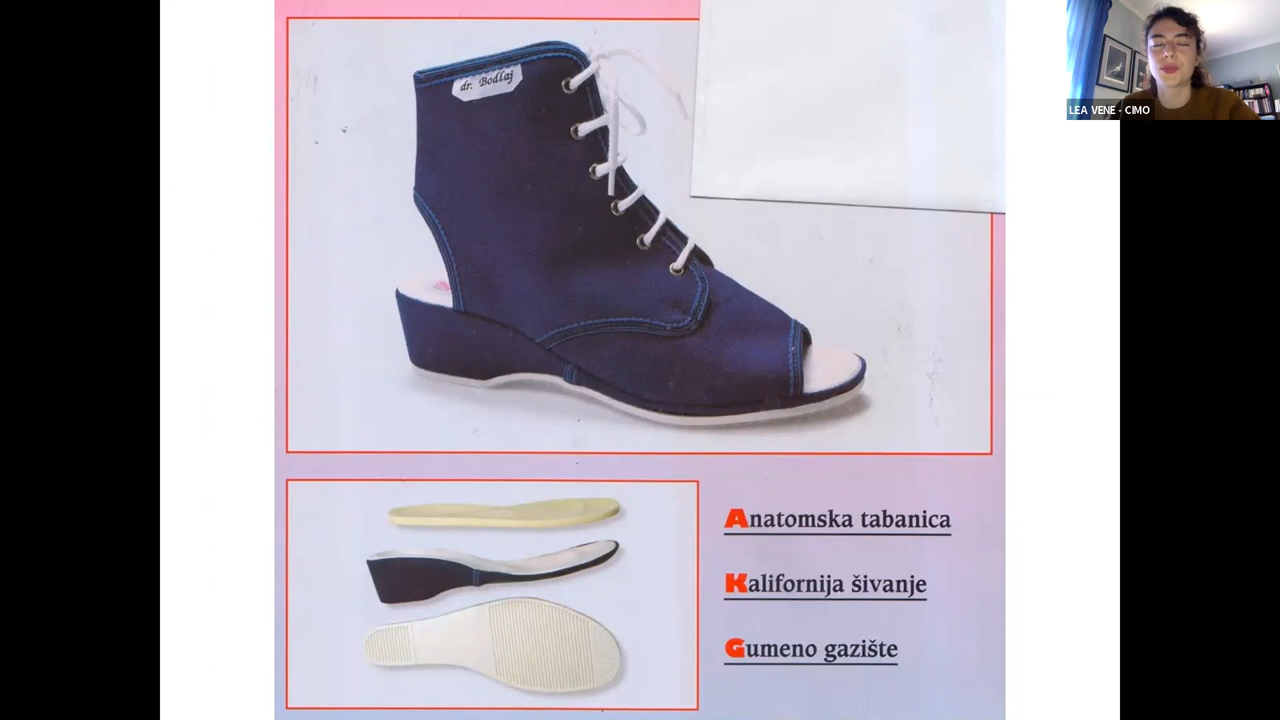 dr. Bodlaj
LEA VENE - CIMO
Anatomska tabanica
Kalifornija šivanje
Gumeno gazište